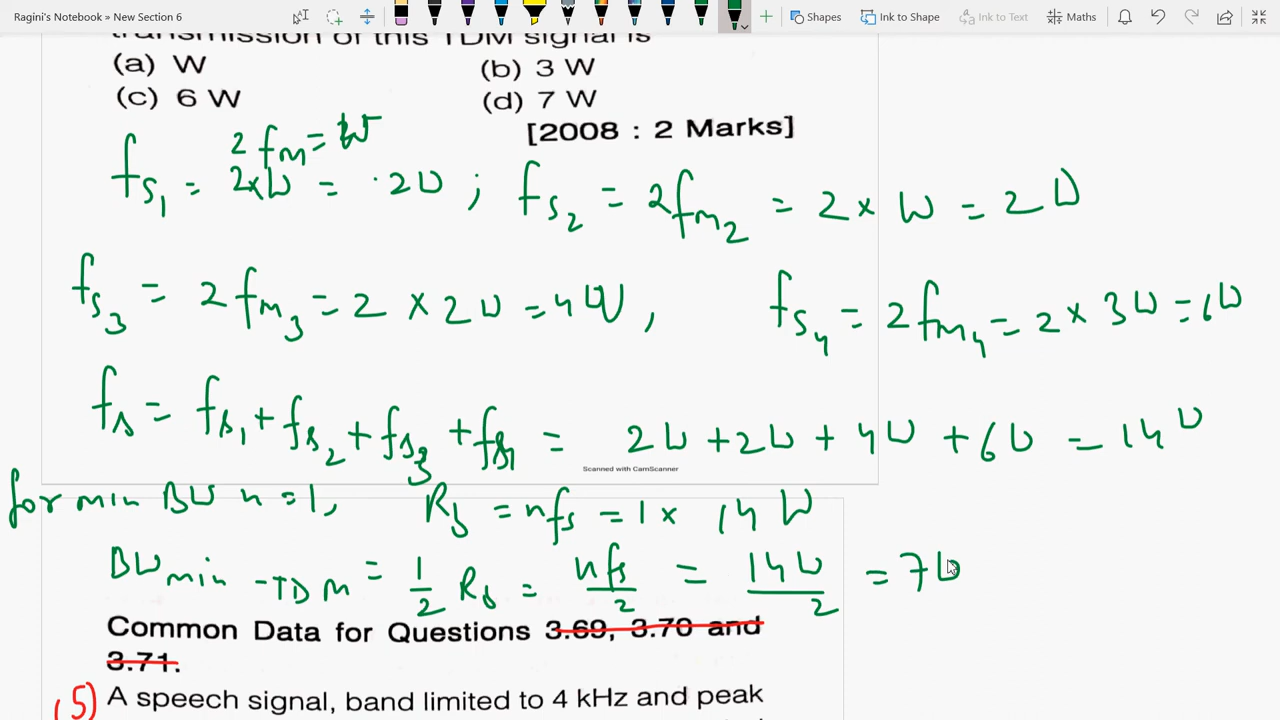 Ragini's Notebook » New Section 6
Shapes Ink to Shape Ink to Text Maths
transmission of this TDM signal is
(a) W (b) 3 W
(c) 6 W (d) 7 W
[2008 : 2 Marks]
2fm = W
fs1 = 2×W = 2W ; fs2 = 2fm2 = 2 × W = 2W
fs3 = 2fm3 = 2 × 2W = 4W, fs4 = 2fm4 = 2 × 3W = 6W
fs = fs1 + fs2 + fs3 + fs4 = 2W + 2W + 4W + 6W = 14W
Scanned with CamScanner
for min BW n = 1, Rb = nfs = 1 × 14 W
BWmin -TDM = 1/2 Rb = nfs/2 = 14W/2 = 7W
Common Data for Questions 3.69, 3.70 and
3.71.
(5) A speech signal, band limited to 4 kHz and peak